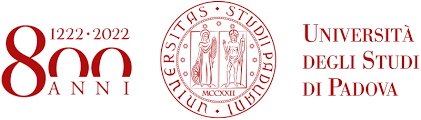 1222·2022
800
ANNI
UNIVERSITAS STUDII PADUANI
MCCXXII
UNIVERSITÀ
DEGLI STUDI
DI PADOVA